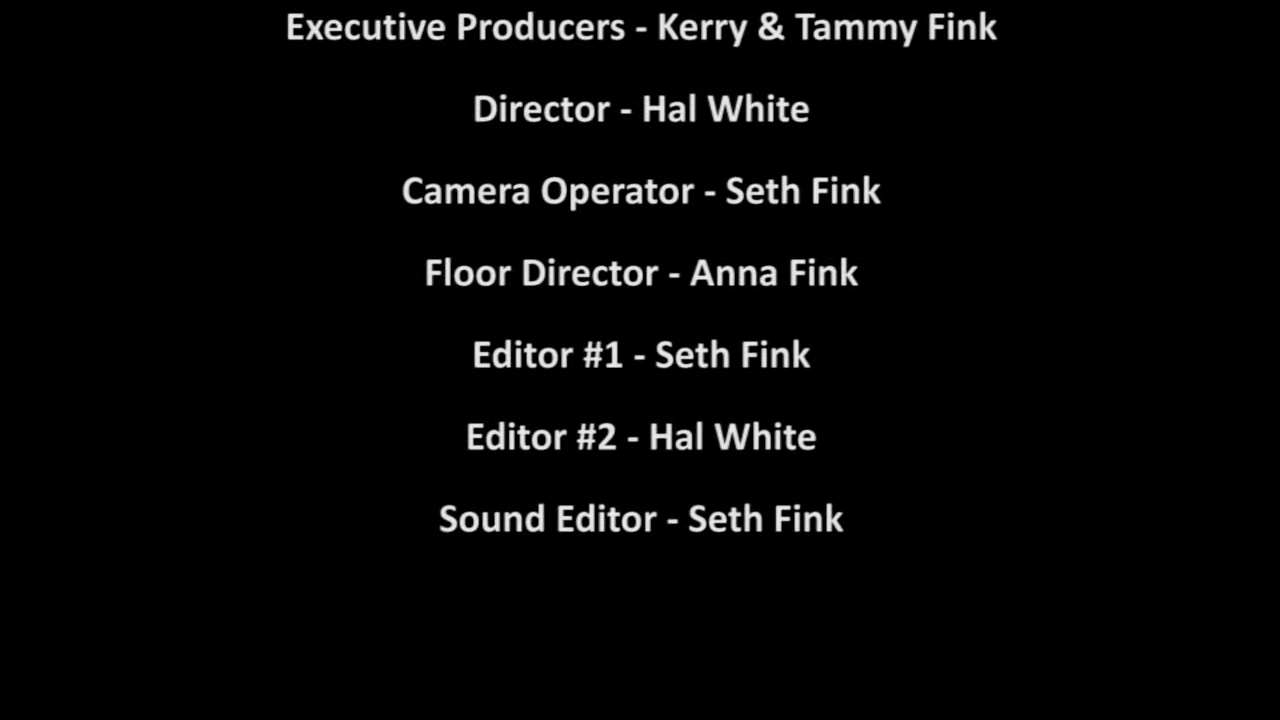 Executive Producers - Kerry & Tammy Fink
Director - Hal White
Camera Operator - Seth Fink
Floor Director - Anna Fink
Editor #1 - Seth Fink
Editor #2 - Hal White
Sound Editor - Seth Fink